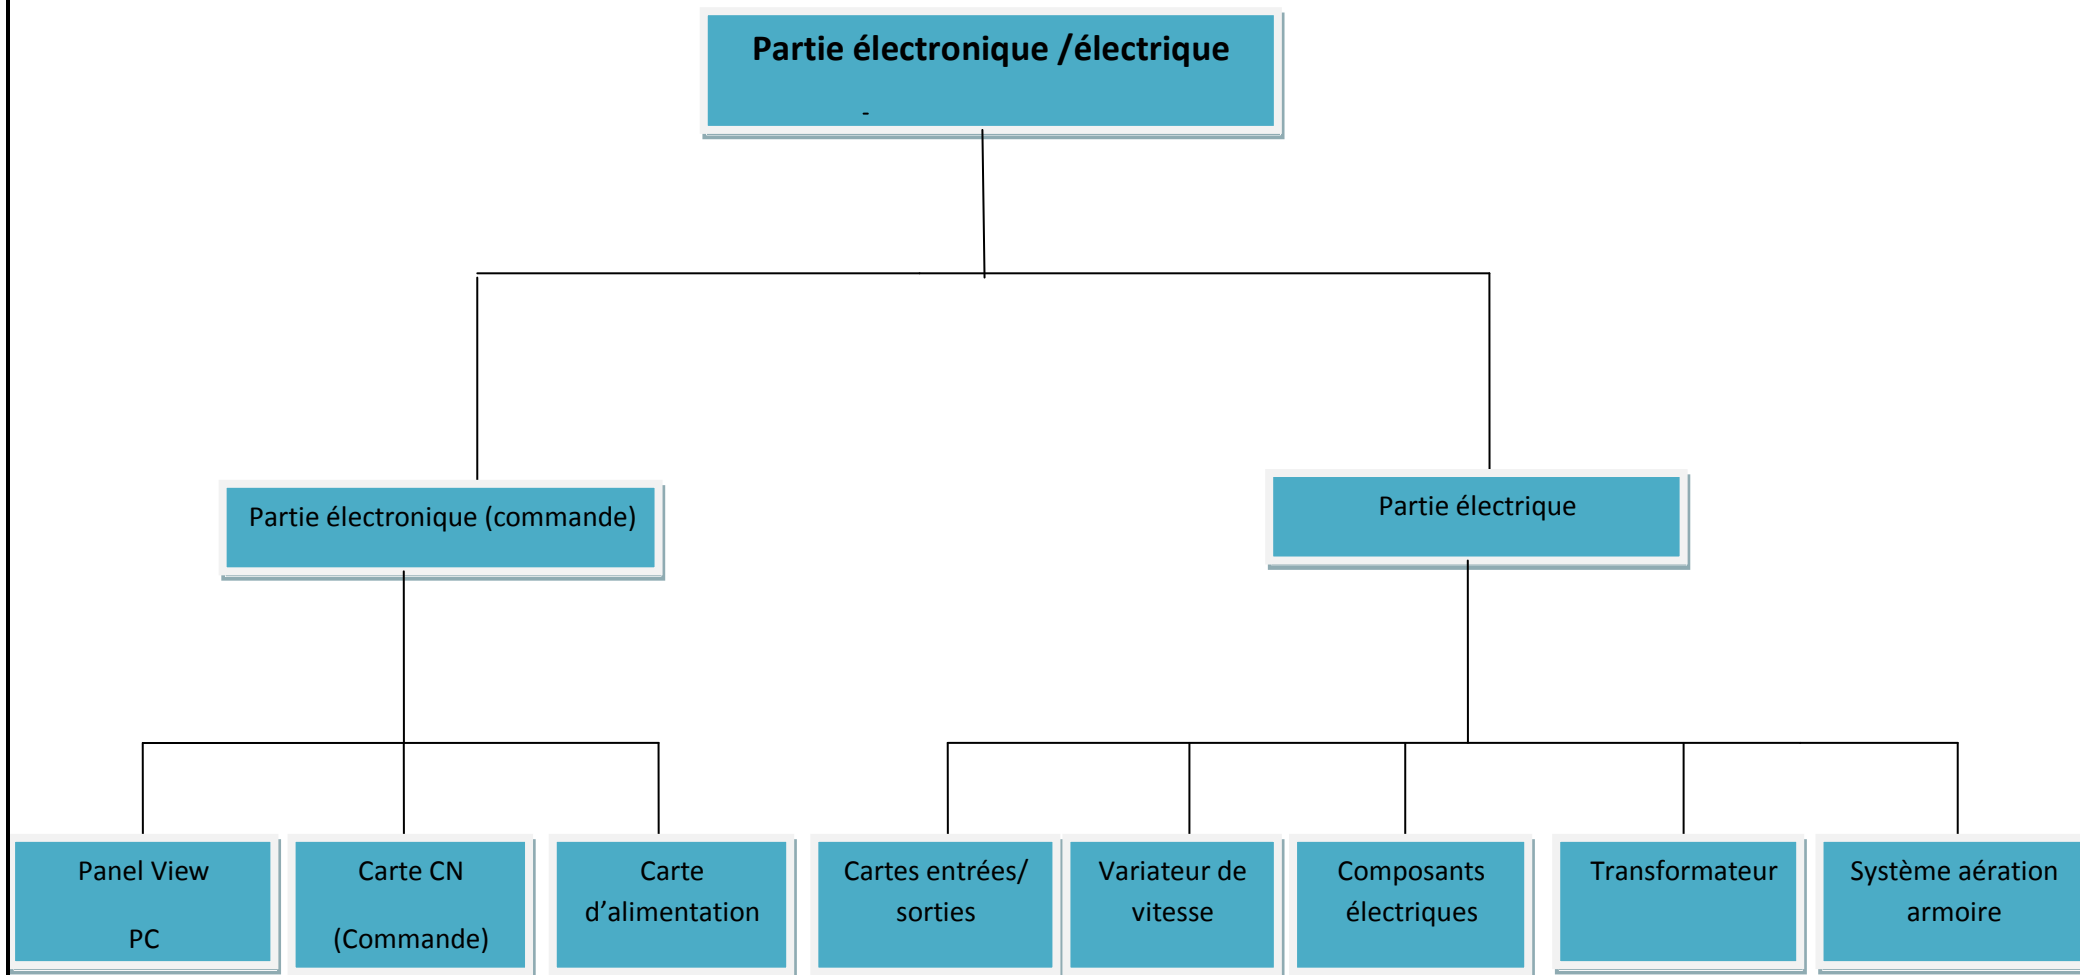 Partie électronique /électrique
-
Partie électronique (commande)
Partie électrique
Panel View
PC
Carte CN
(Commande)
Carte
d’alimentation
Cartes entrées/
sorties
Variateur de
vitesse
Composants
électriques
Transformateur
Système aération
armoire